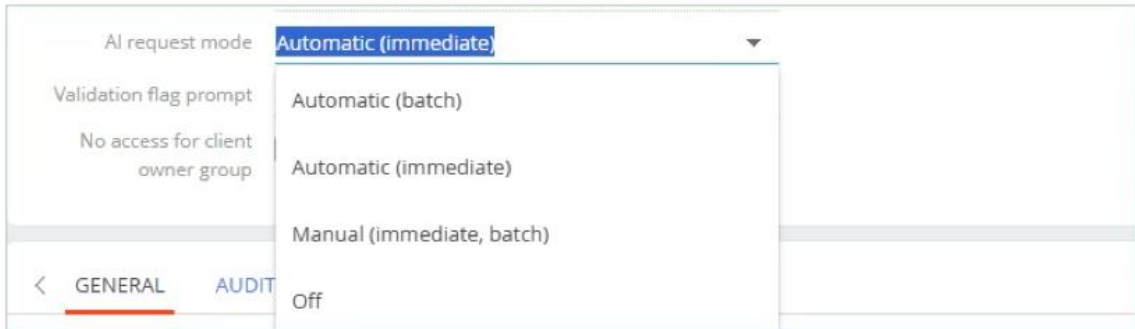 AI request mode Automatic (immediate)
Validation flag prompt
Automatic (batch)
No access for client
owner group
Automatic (immediate)
Manual (immediate, batch)
GENERAL AUDIT
Off